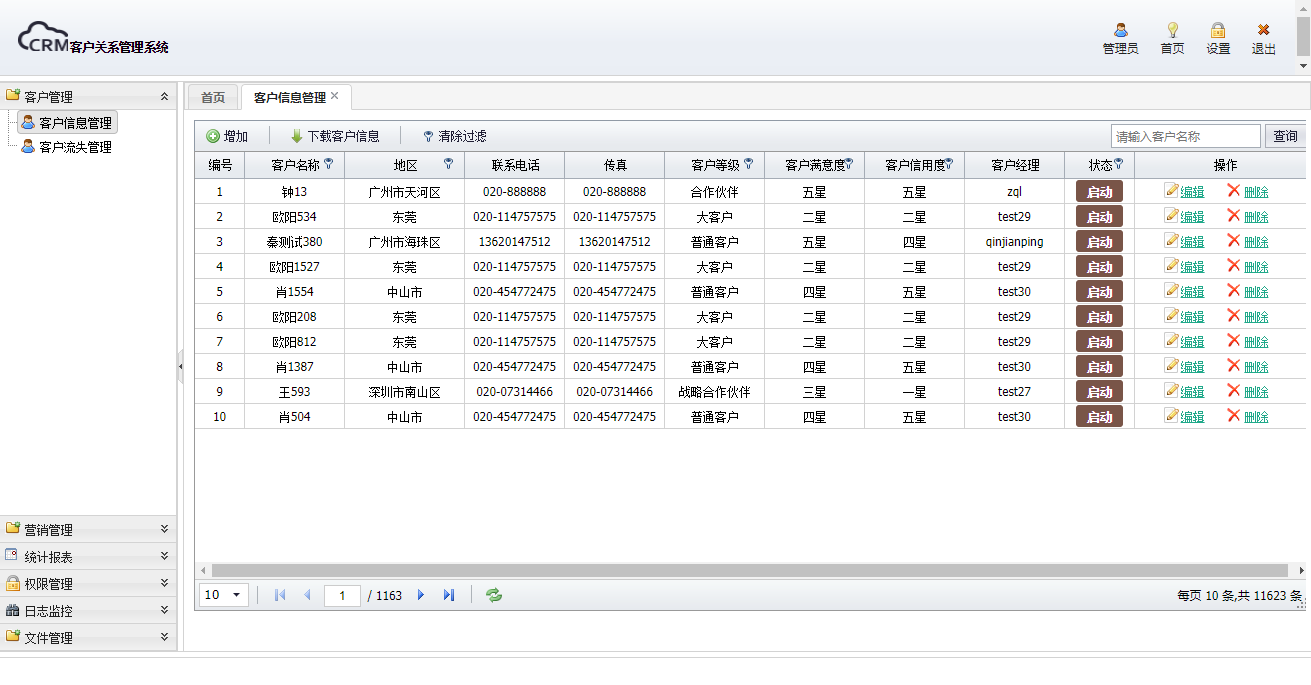 CRM客户关系管理系统
管理员 首页 设置 退出
客户管理
客户信息管理
客户流失管理
营销管理
统计报表
权限管理
日志监控
文件管理
首页 客户信息管理
增加 下载客户信息 清除过滤 请输入客户名称 查询
编号 客户名称 地区 联系电话 传真 客户等级 客户满意度 客户信用度 客户经理 状态 操作
1 钟13 广州市天河区 020-888888 020-888888 合作伙伴 五星 五星 zql 启动 编辑 删除
2 欧阳534 东莞 020-114757575 020-114757575 大客户 二星 二星 test29 启动 编辑 删除
3 秦测试380 广州市海珠区 13620147512 13620147512 普通客户 五星 四星 qinjianping 启动 编辑 删除
4 欧阳1527 东莞 020-114757575 020-114757575 大客户 二星 二星 test29 启动 编辑 删除
5 肖1554 中山市 020-454772475 020-454772475 普通客户 四星 五星 test30 启动 编辑 删除
6 欧阳208 东莞 020-114757575 020-114757575 大客户 二星 二星 test29 启动 编辑 删除
7 欧阳812 东莞 020-114757575 020-114757575 大客户 二星 二星 test29 启动 编辑 删除
8 肖1387 中山市 020-454772475 020-454772475 普通客户 四星 五星 test30 启动 编辑 删除
9 王593 深圳市南山区 020-07314466 020-07314466 战略合作伙伴 三星 一星 test27 启动 编辑 删除
10 肖504 中山市 020-454772475 020-454772475 普通客户 四星 五星 test30 启动 编辑 删除
10 1 / 1163 每页 10 条,共 11623 条